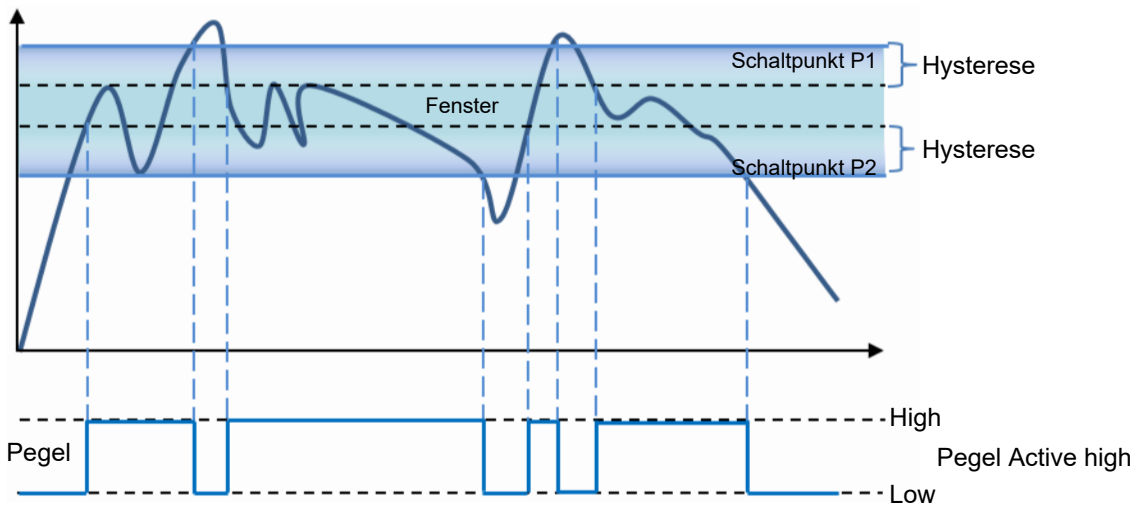 Schaltpunkt P1
Hysterese
Fenster
Hysterese
Schaltpunkt P2
High
Pegel
Pegel Active high
Low